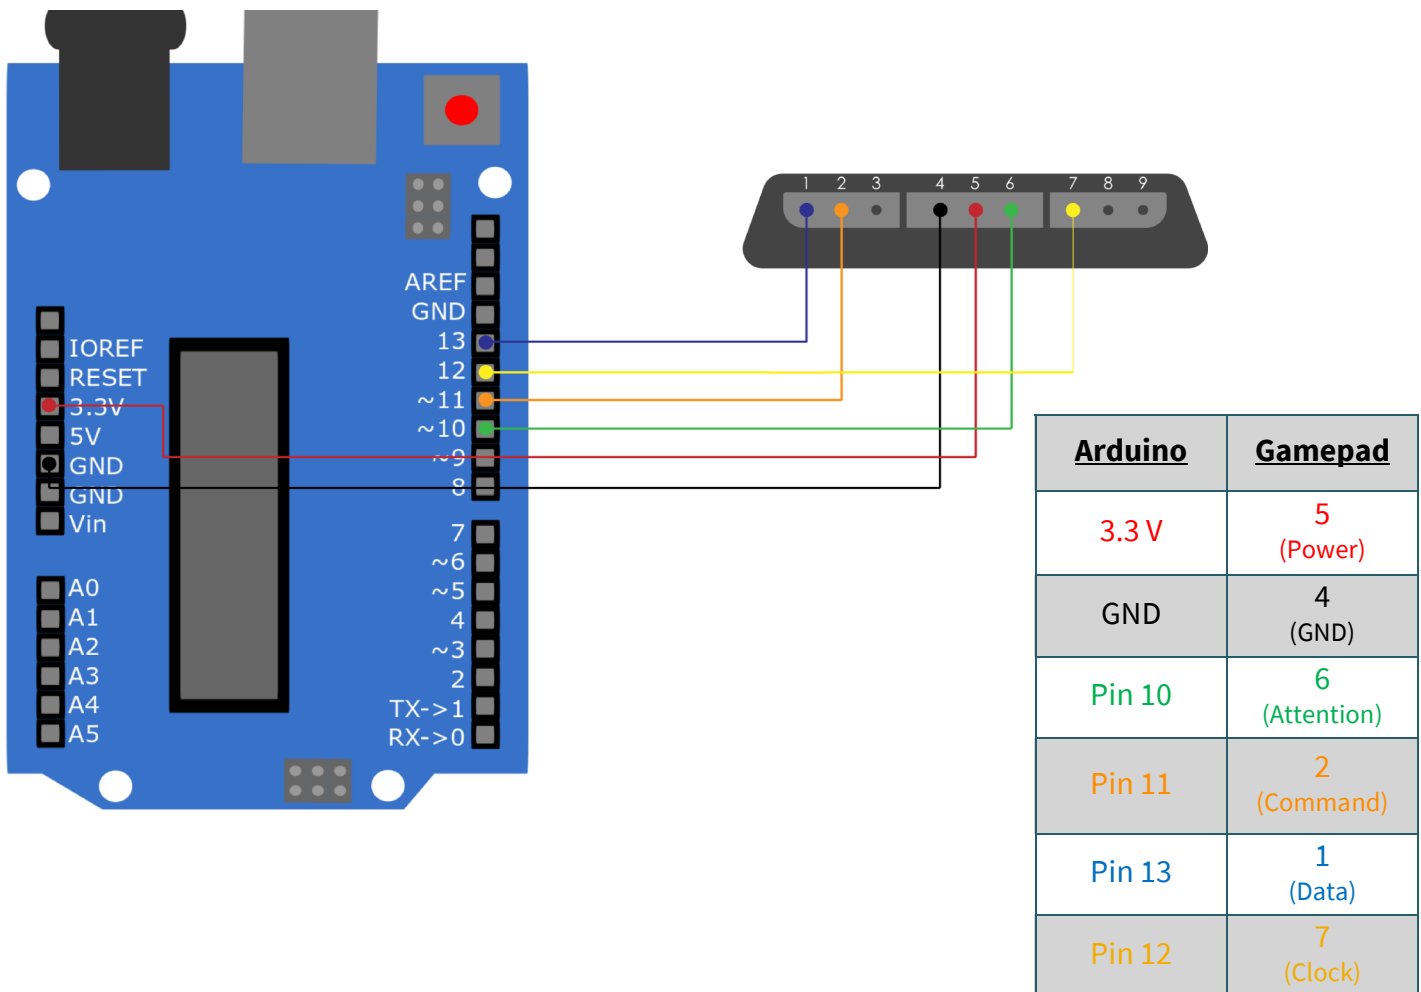 1 2 3 4 5 6 7 8 9
AREF
GND
13
12
~11
~10
~9
8
IOREF
RESET
3.3V
5V
GND
GND
Vin
7
~6
~5
4
~3
2
TX->1
RX->0
A0
A1
A2
A3
A4
A5
Arduino Gamepad
3.3 V 5
(Power)
GND 4
(GND)
Pin 10 6
(Attention)
Pin 11 2
(Command)
Pin 13 1
(Data)
Pin 12 7
(Clock)